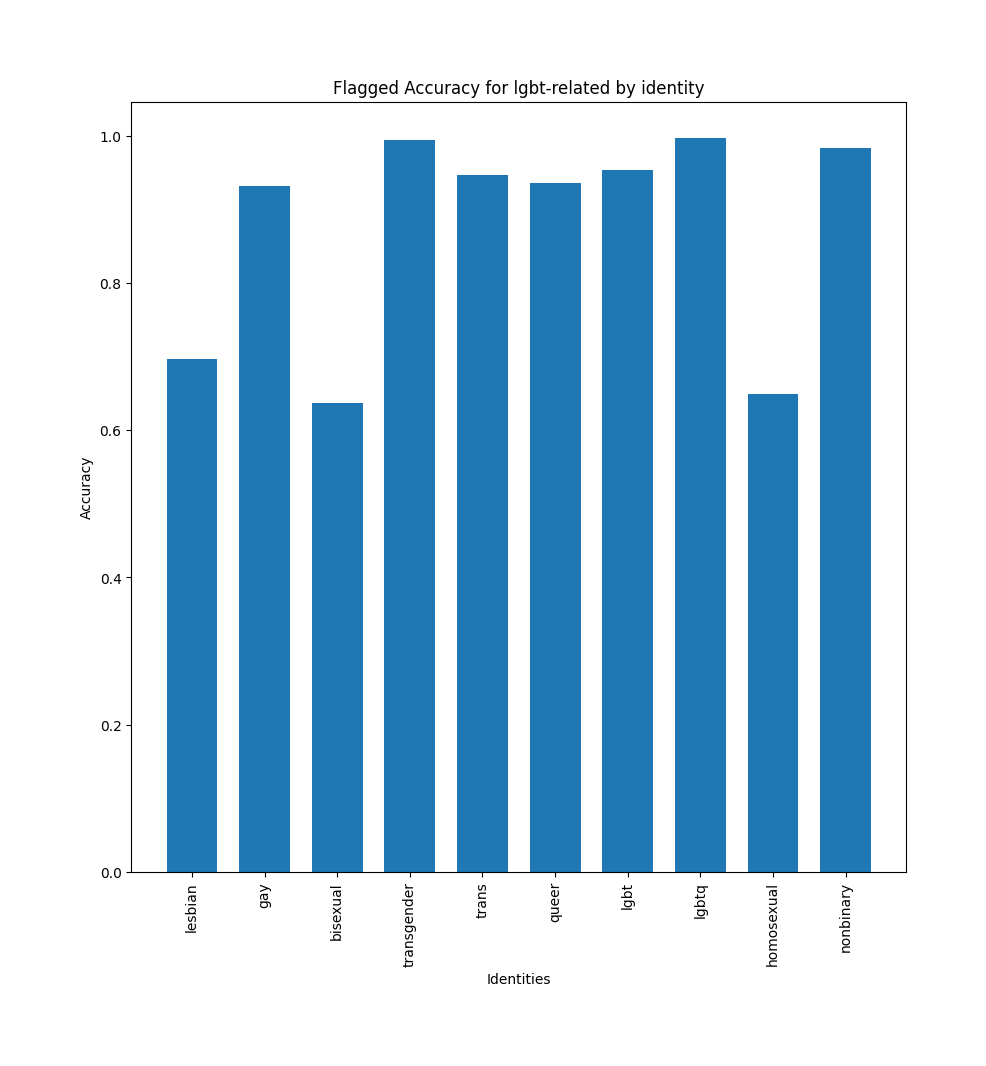 Flagged Accuracy for lgbt-related by identity
1.0
0.8
0.6
0.4
0.2
0.0
Accuracy
lesbian
gay
bisexual
transgender
trans
queer
lgbt
lgbtq
homosexual
nonbinary
Identities